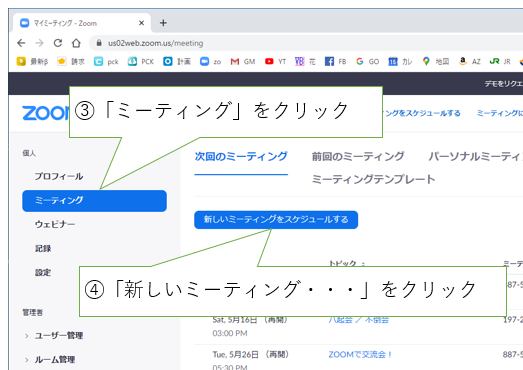 マイミーティング - Zoom
us02web.zoom.us/meeting
最新β 請求 pck PCK 計画 zo GM YT 花 FB GO カレ 地図 AZ JR
デモをリクエ
ZOO
③「ミーティング」をクリック
ィングをスケジュールする ミーティングに
個人
次回のミーティング 前回のミーティング パーソナルミーティ
プロフィール
ミーティングテンプレート
ミーティング
新しいミーティングをスケジュールする
ウェビナー
記録
トピック
設定
④「新しいミーティング・・・」をクリック
管理者
Sat, 5月16日 （再開） 八起会 ／ 不倒会 197-2
03:00 PM
ユーザー管理
Tue, 5月26日 （再開） ZOOMで交流会！ 887-5
ルーム管理
05:30 PM